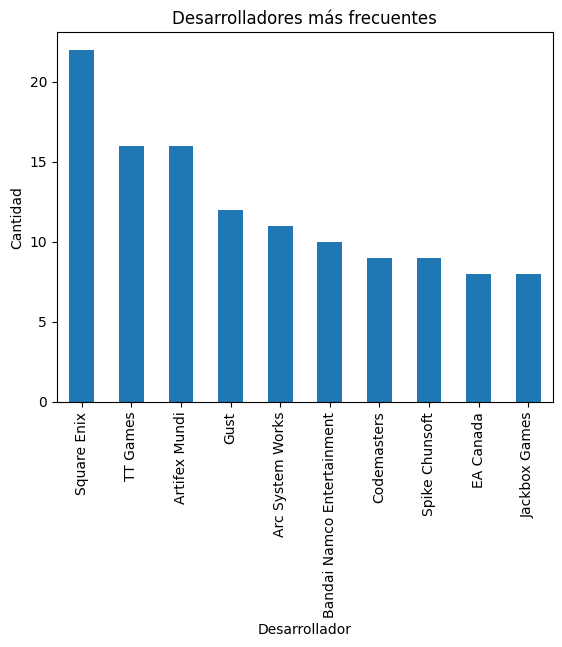 Desarrolladores más frecuentes
Cantidad
20
15
10
5
0
Square Enix
TT Games
Artifex Mundi
Gust
Arc System Works
Bandai Namco Entertainment
Codemasters
Spike Chunsoft
EA Canada
Jackbox Games
Desarrollador